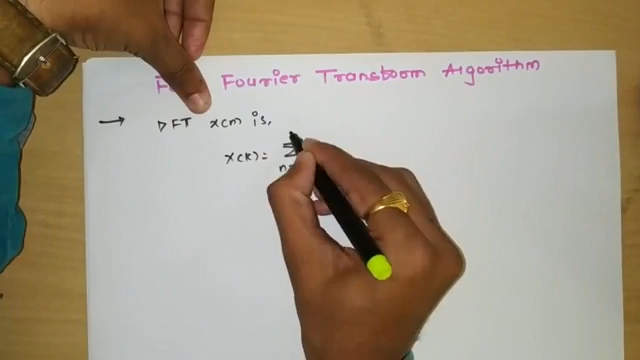 Fourier Transform Algorithm
→ DFT x(n) is,
X(k) = Σ